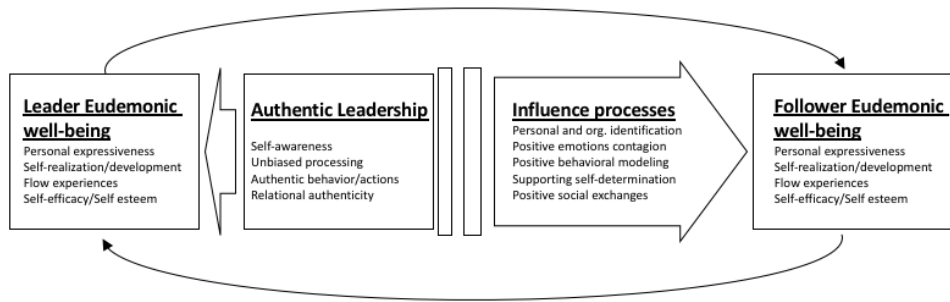 Leader Eudemonic
well-being
Personal expressiveness
Self-realization/development
Flow experiences
Self-efficacy/Self esteem
Authentic Leadership
Self-awareness
Unbiased processing
Authentic behavior/actions
Relational authenticity
Influence processes
Personal and org. identification
Positive emotions contagion
Positive behavioral modeling
Supporting self-determination
Positive social exchanges
Follower Eudemonic
well-being
Personal expressiveness
Self-realization/development
Flow experiences
Self-efficacy/Self esteem